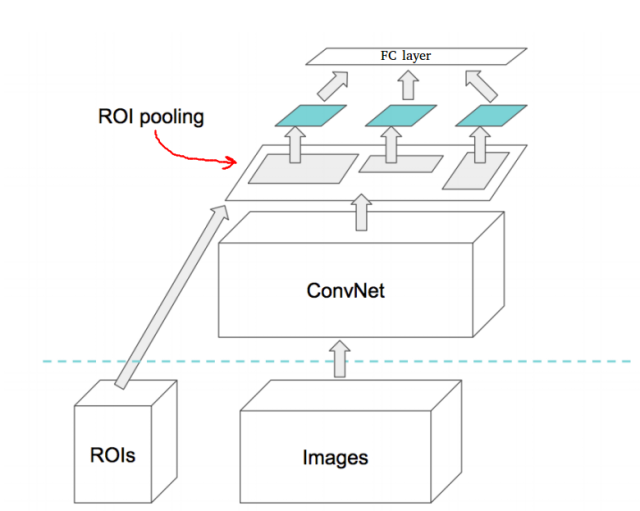 FC layer
ROI pooling
ConvNet
ROIs
Images